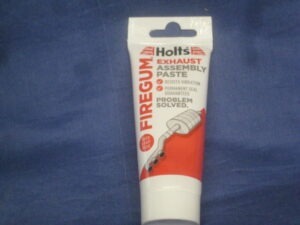 Holts
EXHAUST
ASSEMBLY
PASTE
RESISTS VIBRATION
PERMANENT SEAL
GUARANTEED
PROBLEM
SOLVED.
FIREGUM